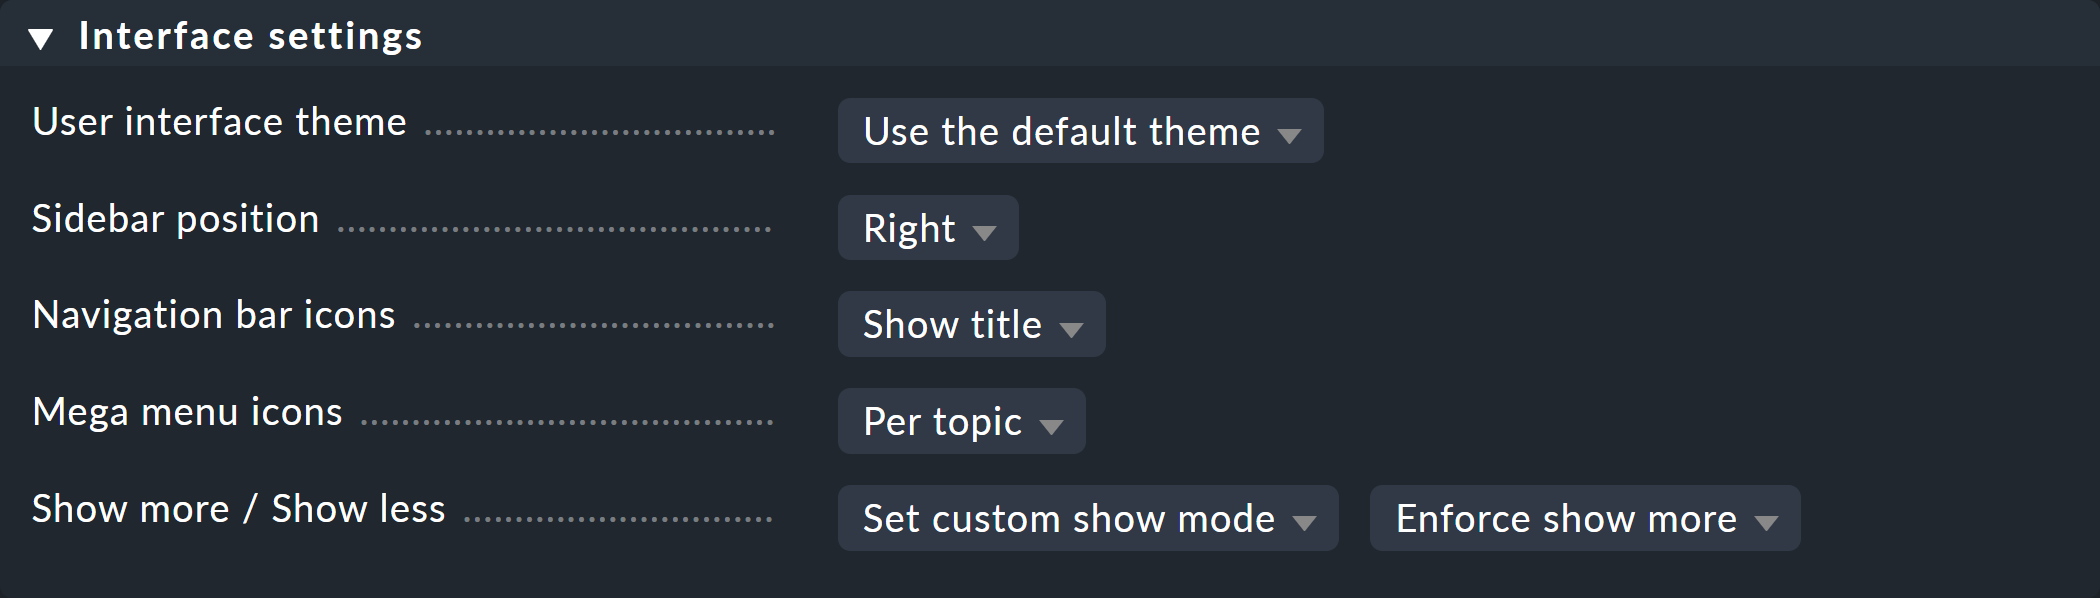 Interface settings
User interface theme Use the default theme
Sidebar position Right
Navigation bar icons Show title
Mega menu icons Per topic
Show more / Show less Set custom show mode Enforce show more